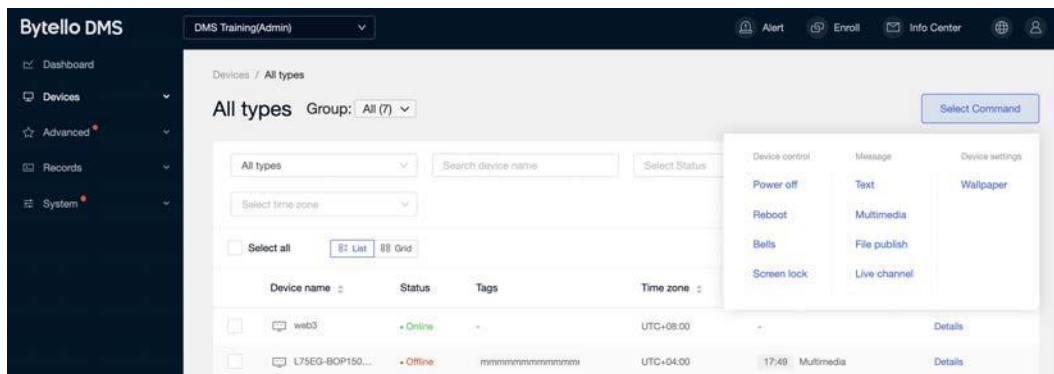 Bytello DMS
DMS Training(Admin)
Alert
Enroll
Info Center
Dashboard
Devices
Advanced
Records
System
Devices / All types
All types Group: All (7)
Select Command
All types
Search device name
Select Status
Select time zone
Device control
Power off
Reboot
Bells
Screen lock
Message
Text
Multimedia
File publish
Live channel
Device settings
Wallpaper
Select all
List
Grid
Device name Status Tags Time zone
web3 Online - UTC+08:00 - Details
L75EG-BOP150... Offline mmmmmmmmmmmmm UTC+04:00 17:49 Multimedia Details